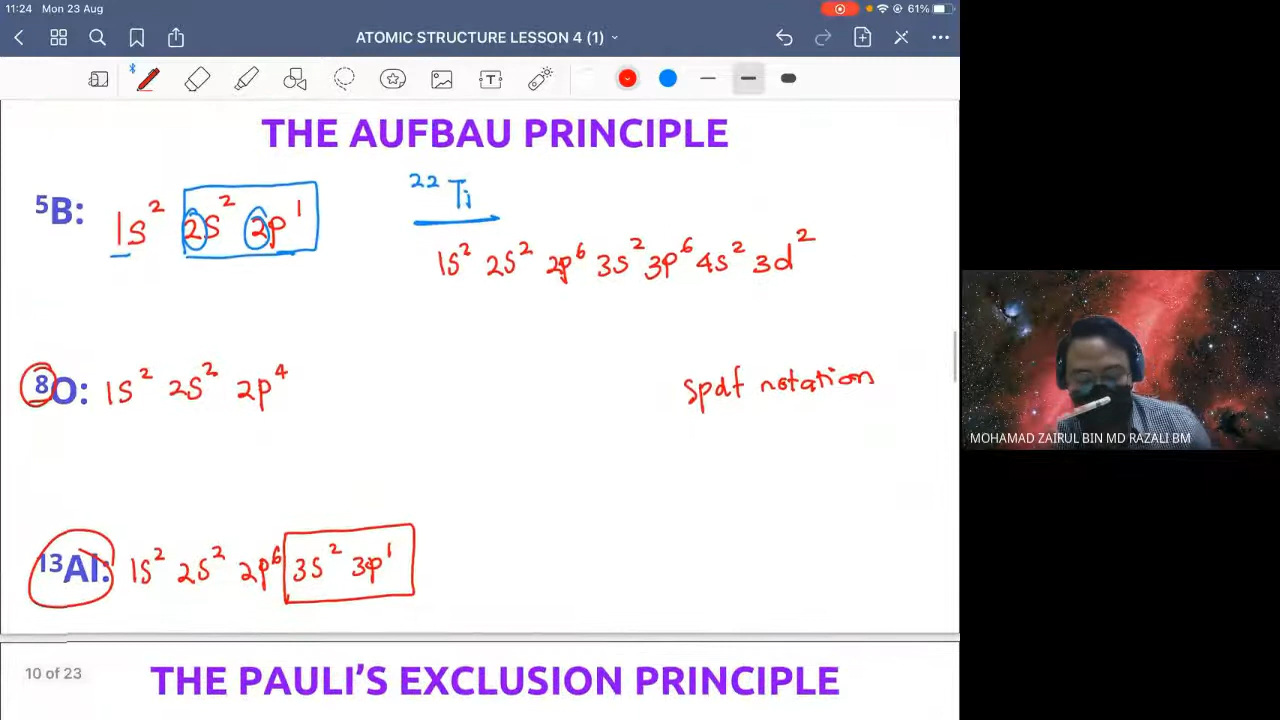 11:24 Mon 23 Aug
61%
ATOMIC STRUCTURE LESSON 4 (1)
THE AUFBAU PRINCIPLE
⁵B: 1s² 2s² 2p¹
²² Ti
1s² 2s² 2p⁶ 3s² 3p⁶ 4s² 3d²
⁸O: 1s² 2s² 2p⁴
spdf notation
¹³Al: 1s² 2s² 2p⁶ 3s² 3p¹
10 of 23
THE PAULI’S EXCLUSION PRINCIPLE
MOHAMAD ZAIRUL BIN MD RAZALI BM